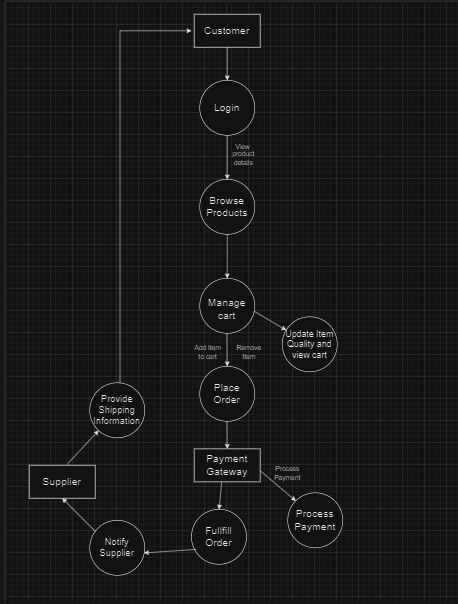 Customer
Login
View
product
details
Browse
Products
Manage
cart
Update Item
Quality and
view cart
Add Item
to cart
Remove
Item
Place
Order
Provide
Shipping
Information
Payment
Gateway
Process
Payment
Supplier
Process
Payment
Fullfill
Order
Notify
Supplier